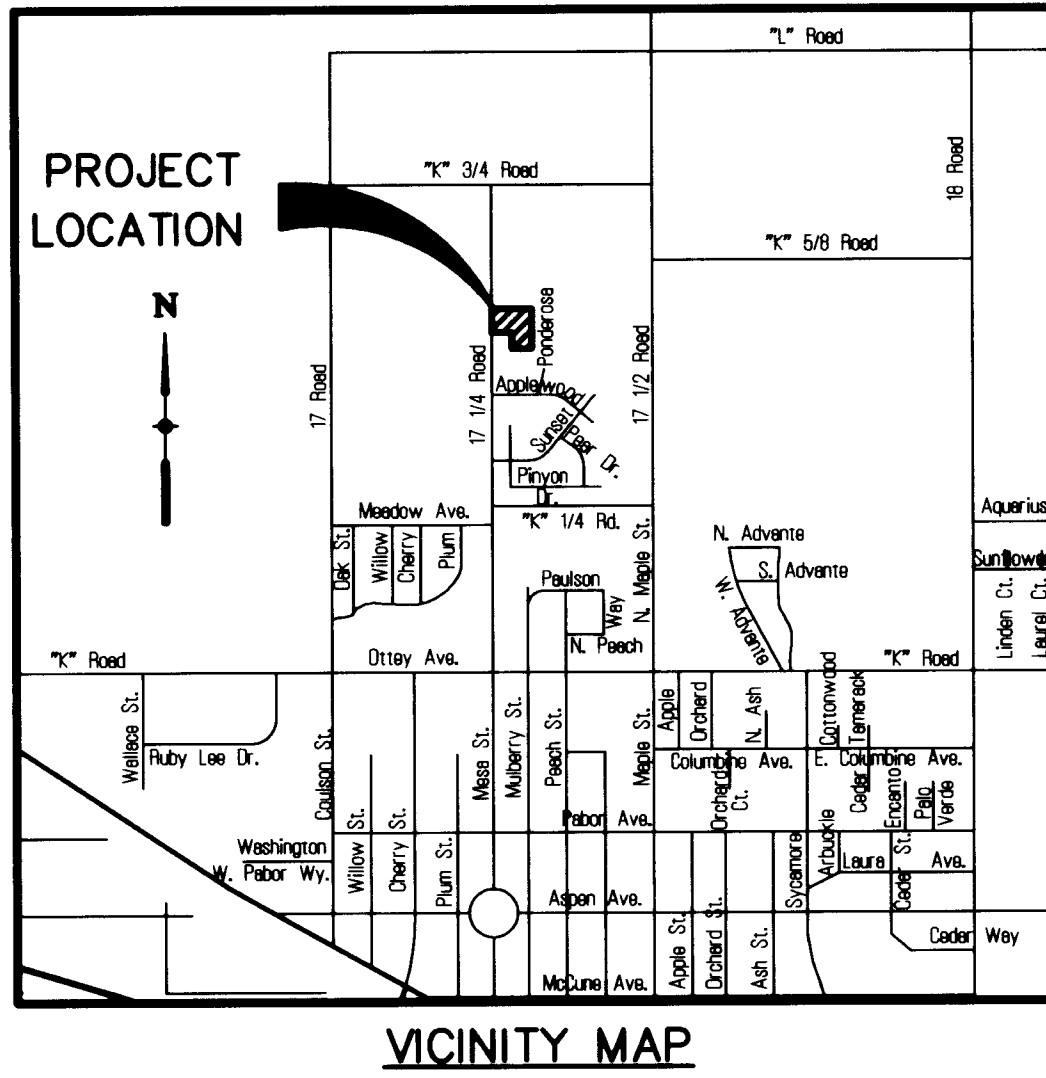 "L" Road
PROJECT
LOCATION
"K" 3/4 Road
18 Road
"K" 5/8 Road
N
17 Road
17 1/4 Road
Ponderosa
17 1/2 Road
Applewood
Sunset
Pear Dr.
Pinyon
Dr.
Meadow Ave.
"K" 1/4 Rd.
Aquarius
Oak St.
Willow
Cherry
Plum
N. Maple St.
N. Advante
S. Advante
W. Advante
Sunflower
Linden Ct.
Laurel Ct.
Paulson
Way
N. Peach
"K" Road
Ottey Ave.
"K" Road
Wallace St.
Ruby Lee Dr.
Coulson St.
Mesa St.
Mulberry St.
Peach St.
Maple St.
Apple
Orchard
N. Ash
Cottonwood
Tamarack
Columbine Ave.
E. Columbine Ave.
Orchard
Ct.
Cedar
Encanto
Palo
Verde
Pabor Ave.
Washington
W. Pabor Wy.
Willow St.
Cherry St.
Plum St.
Sycamore
Arbuckle
Laura Ave.
Cedar St.
Aspen Ave.
Apple St.
Orchard St.
Ash St.
Cedar Way
McCune Ave.
VICINITY MAP